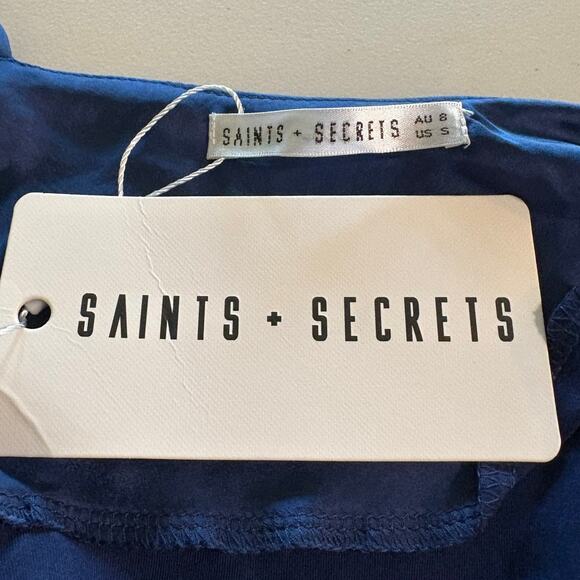 SAINTS + SECRETS AU 8
US S
SAINTS + SECRETS